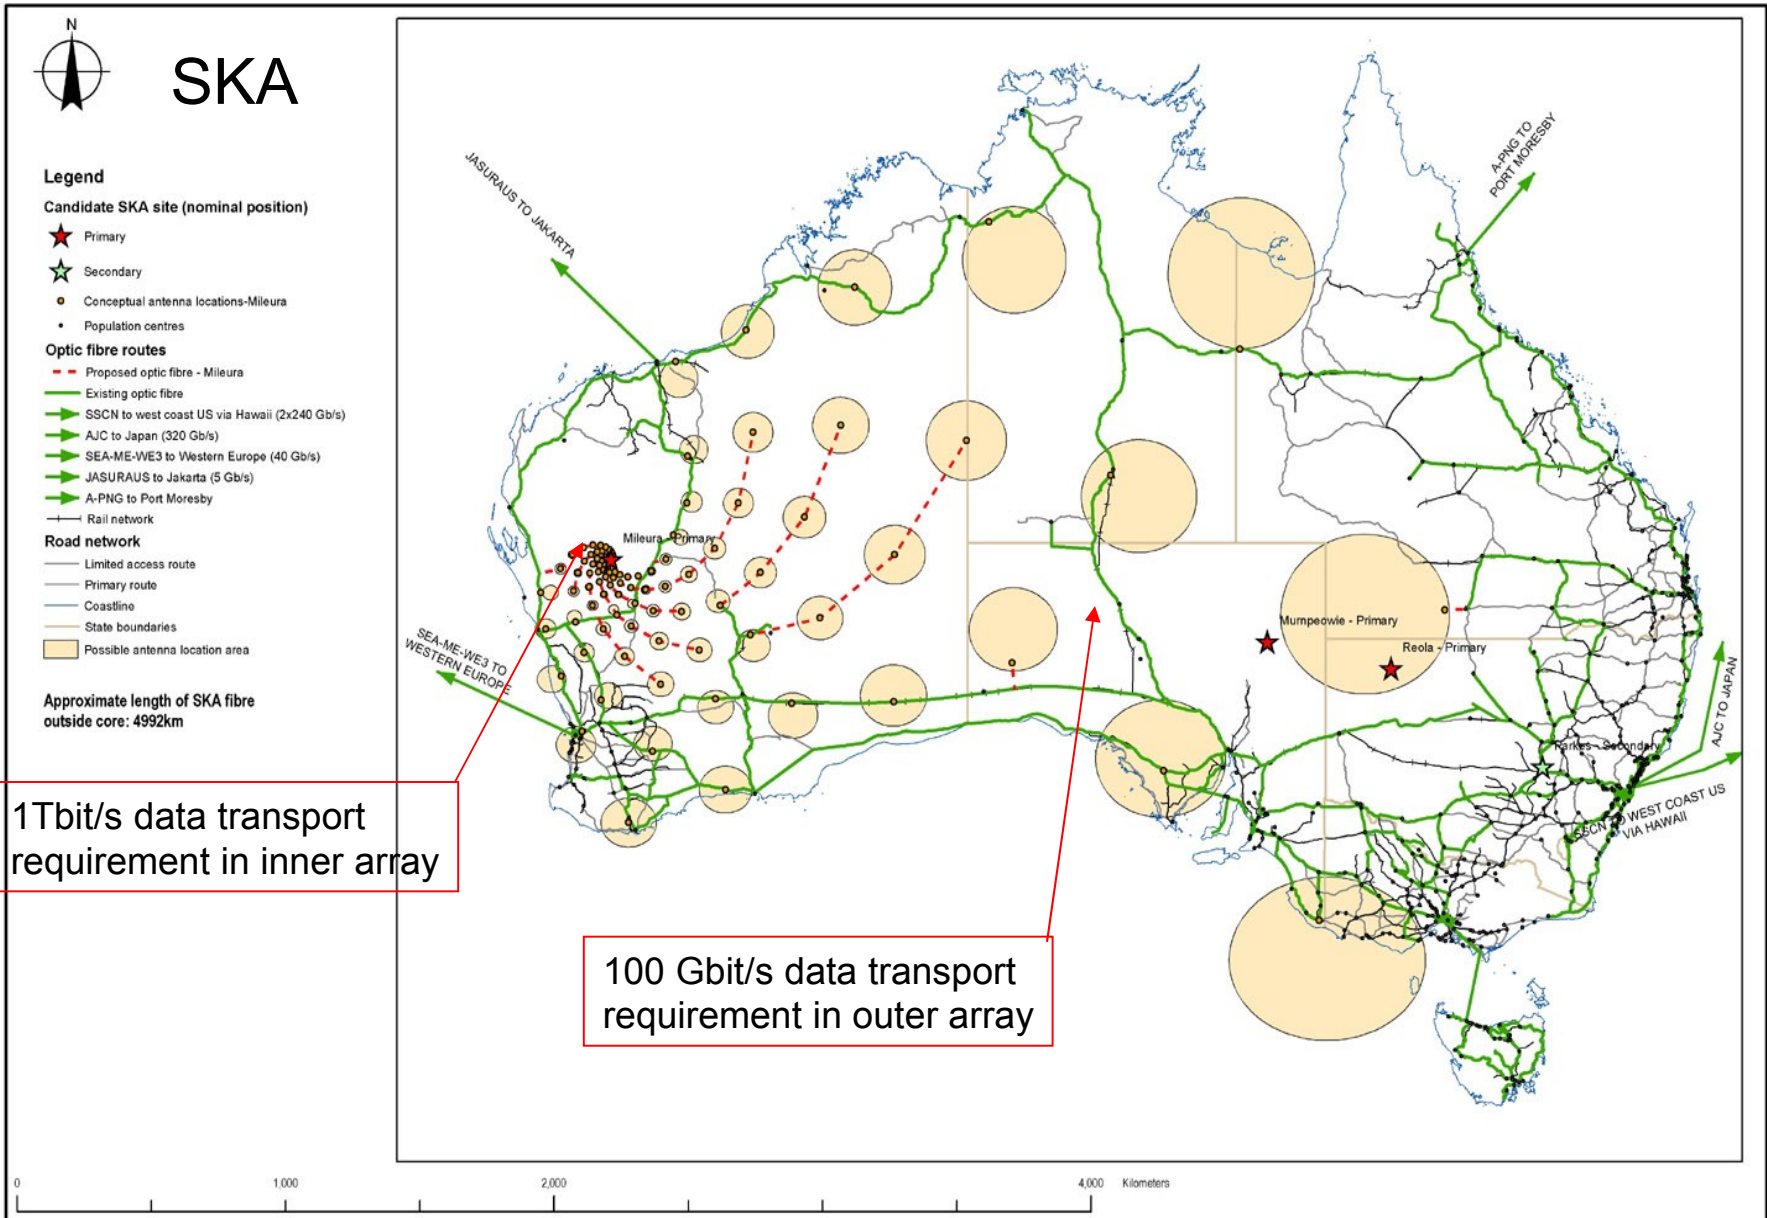 N
SKA
Legend
Candidate SKA site (nominal position)
Primary
Secondary
Conceptual antenna locations-Mileura
Population centres
Optic fibre routes
Proposed optic fibre - Mileura
Existing optic fibre
SSCN to west coast US via Hawaii (2x240 Gb/s)
AJC to Japan (320 Gb/s)
SEA-ME-WE3 to Western Europe (40 Gb/s)
JASURAUS to Jakarta (5 Gb/s)
A-PNG to Port Moresby
Rail network
Road network
Limited access route
Primary route
Coastline
State boundaries
Possible antenna location area
Approximate length of SKA fibre
outside core: 4992km
JASURAUS TO JAKARTA
A-PNG TO
PORT MORESBY
Mileura - Primary
SEA-ME-WE3 TO
WESTERN EUROPE
Murnpeowie - Primary
Reola - Primary
AJC TO JAPAN
Parkes - Secondary
SSCN TO WEST COAST US
VIA HAWAII
1Tbit/s data transport
requirement in inner array
100 Gbit/s data transport
requirement in outer array
0
1,000
2,000
4,000
Kilometers